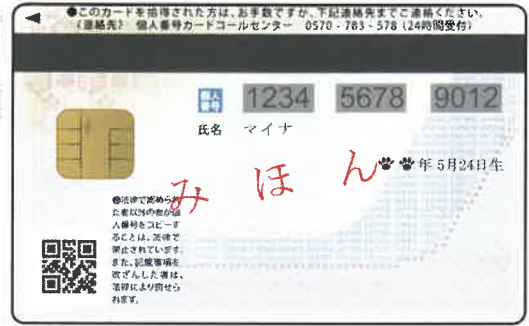 ●このカードを拾得された方は、お手数ですが、下記連絡先までご連絡ください。
〈連絡先〉 個人番号カードコールセンター 0570-783-578 (24時間受付)
個人番号 1234 5678 9012
氏名 マイナ
年 5月24日生
みほん
●法律で認められ
た者以外の者が個
人番号をコピーす
ることは、法律で
禁止されています。
また、記載事項を
改ざんした者は、
法律により罰せら
れます。